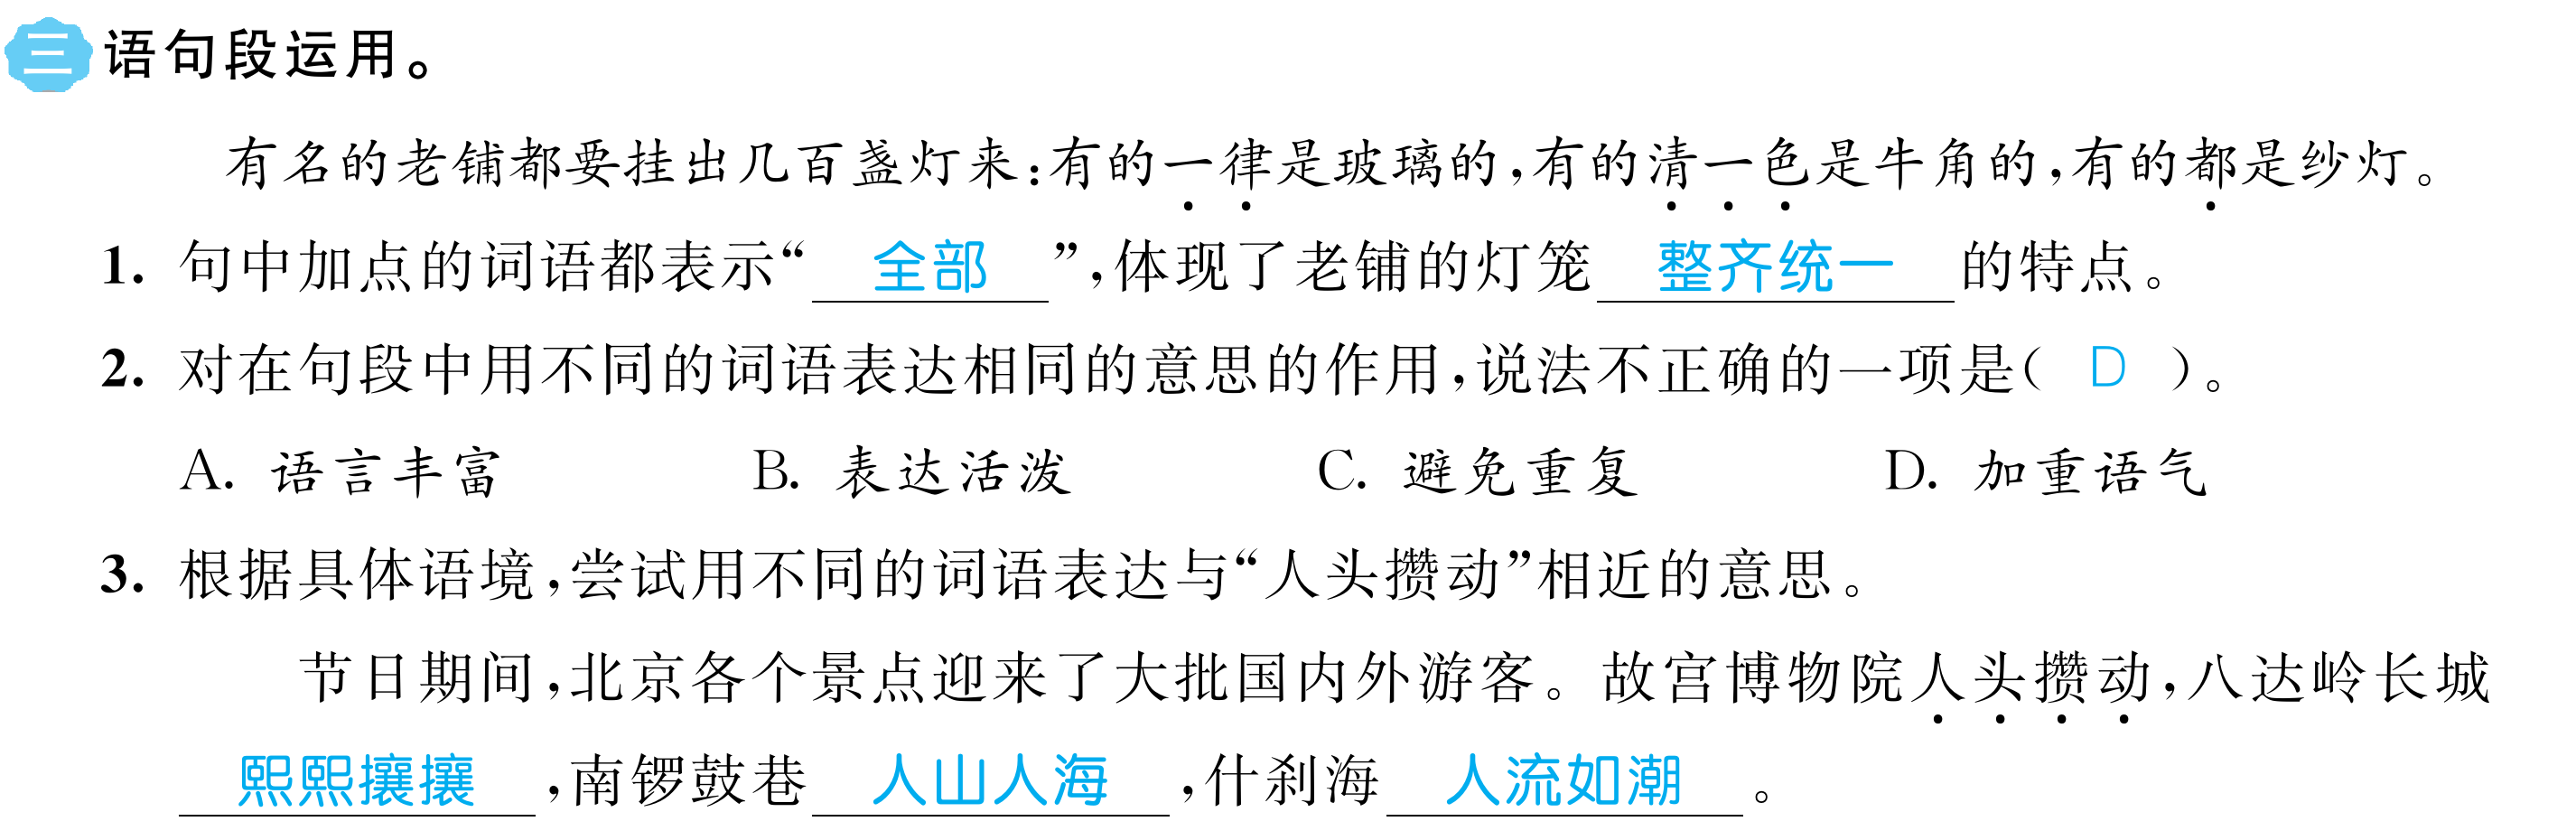 三 语句段运用。
有名的老铺都要挂出几百盏灯来：有的一律是玻璃的，有的清一色是牛角的，有的都是纱灯。
1. 句中加点的词语都表示“ 全部 ”，体现了老铺的灯笼 整齐统一 的特点。
2. 对在句段中用不同的词语表达相同的意思的作用，说法不正确的一项是（ D ）。
A. 语言丰富 B. 表达活泼 C. 避免重复 D. 加重语气
3. 根据具体语境，尝试用不同的词语表达与“人头攒动”相近的意思。
节日期间，北京各个景点迎来了大批国内外游客。故宫博物院人头攒动，八达岭长城
熙熙攘攘 ，南锣鼓巷 人山人海 ，什刹海 人流如潮 。